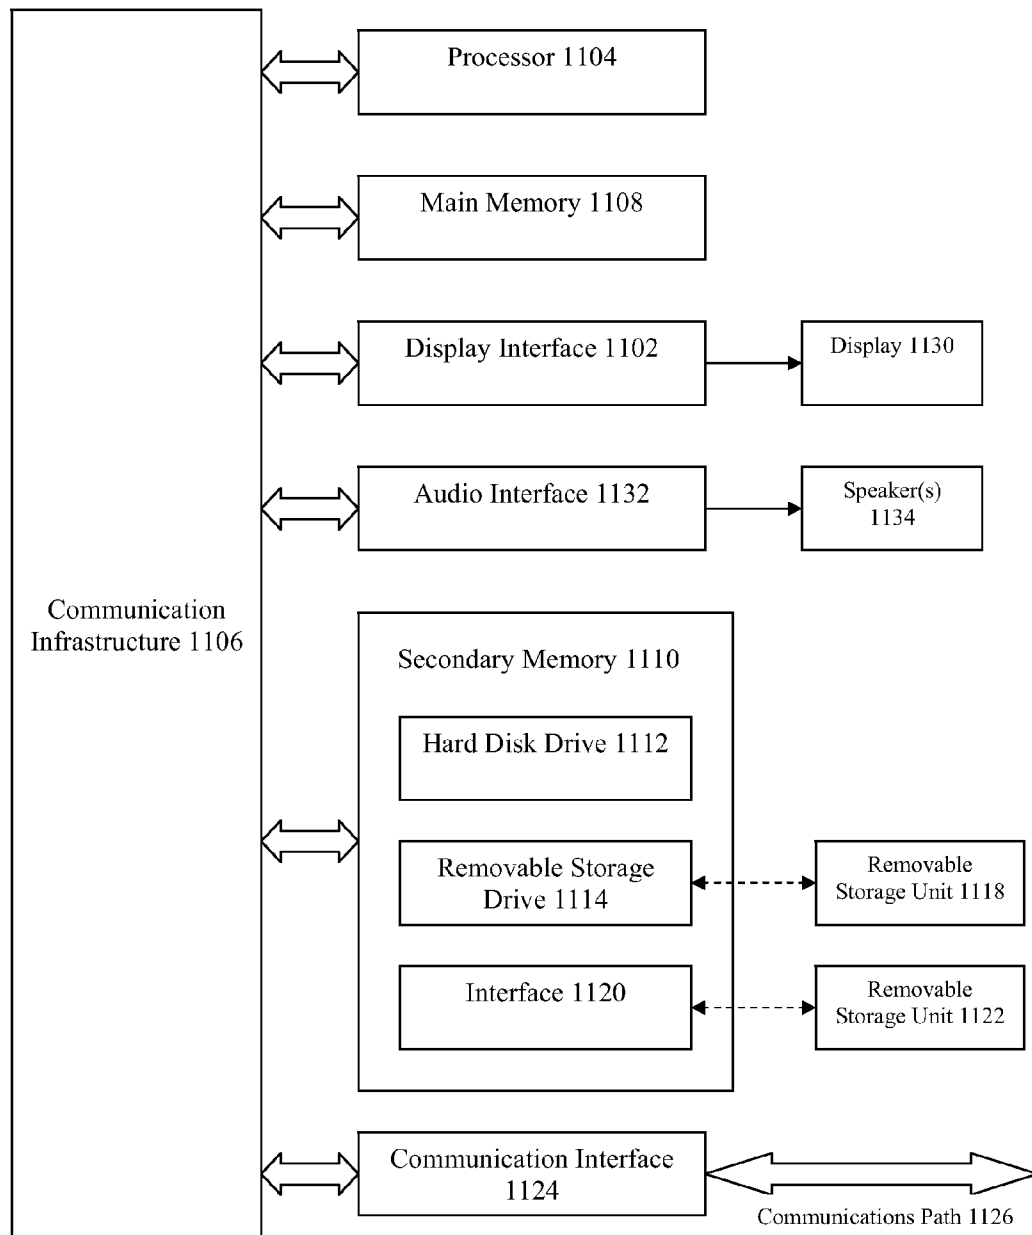 Processor 1104
Main Memory 1108
Display Interface 1102
Display 1130
Audio Interface 1132
Speaker(s)
1134
Communication
Infrastructure 1106
Secondary Memory 1110
Hard Disk Drive 1112
Removable Storage
Drive 1114
Removable
Storage Unit 1118
Interface 1120
Removable
Storage Unit 1122
Communication Interface
1124
Communications Path 1126